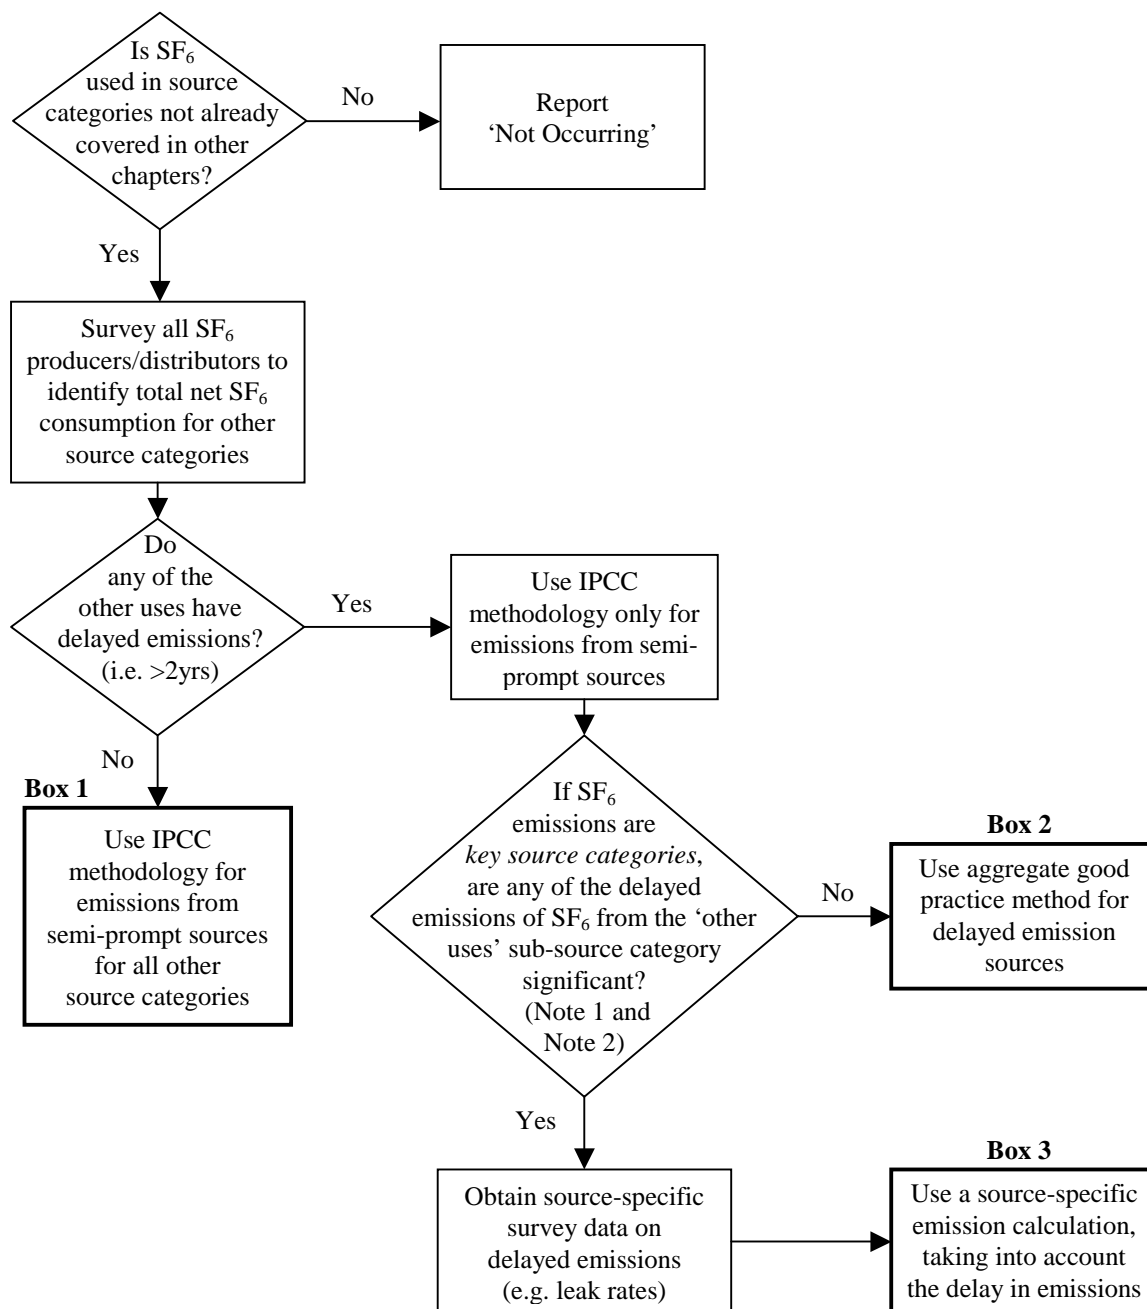 Is SF₆
used in source
categories not already
covered in other
chapters?
No
Report
‘Not Occurring’
Yes
Survey all SF₆
producers/distributors to
identify total net SF₆
consumption for other
source categories
Do
any of the
other uses have
delayed emissions?
(i.e. >2yrs)
Yes
Use IPCC
methodology only for
emissions from semi-
prompt sources
No
Box 1
Use IPCC
methodology for
emissions from
semi-prompt sources
for all other
source categories
If SF₆
emissions are
key source categories,
are any of the delayed
emissions of SF₆ from the ‘other
uses’ sub-source category
significant?
(Note 1 and
Note 2)
No
Box 2
Use aggregate good
practice method for
delayed emission
sources
Yes
Obtain source-specific
survey data on
delayed emissions
(e.g. leak rates)
Box 3
Use a source-specific
emission calculation,
taking into account
the delay in emissions